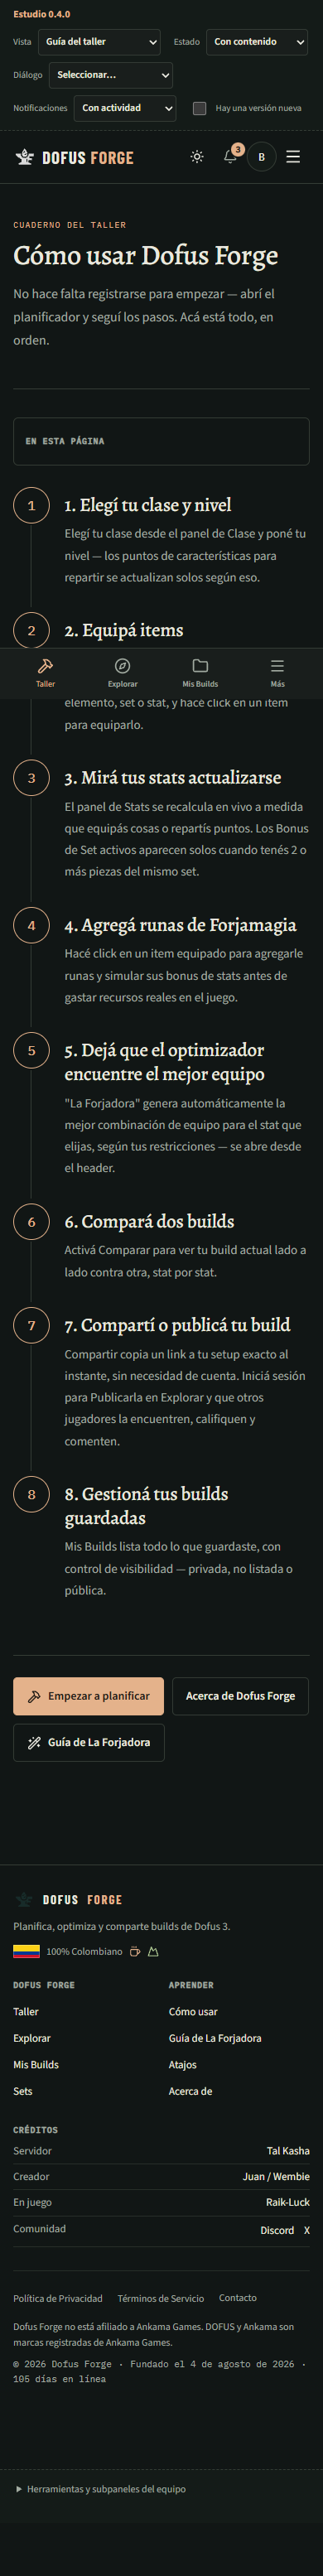 Estudio 0.4.0
Vista Guía del taller Estado Con contenido
Diálogo Seleccionar...
Notificaciones Con actividad Hay una versión nueva
DOFUS FORGE 3 B
CUADERNO DEL TALLER
Cómo usar Dofus Forge
No hace falta registrarse para empezar — abrí el
planificador y seguí los pasos. Acá está todo, en
orden.
EN ESTA PÁGINA
1 1. Elegí tu clase y nivel
Elegí tu clase desde el panel de Clase y poné tu
nivel — los puntos de características para
repartir se actualizan solos según eso.
2 2. Equipá items
Taller Explorar Mis Builds Más
elemento, set o stat, y hacé click en un item
para equiparlo.
3 3. Mirá tus stats actualizarse
El panel de Stats se recalcula en vivo a medida
que equipás cosas o repartís puntos. Los Bonus
de Set activos aparecen solos cuando tenés 2 o
más piezas del mismo set.
4 4. Agregá runas de Forjamagia
Hacé click en un item equipado para agregarle
runas y simular sus bonus de stats antes de
gastar recursos reales en el juego.
5 5. Dejá que el optimizador
encuentre el mejor equipo
"La Forjadora" genera automáticamente la
mejor combinación de equipo para el stat que
elijas, según tus restricciones — se abre desde
el header.
6 6. Compará dos builds
Activá Comparar para ver tu build actual lado a
lado contra otra, stat por stat.
7 7. Compartí o publicá tu build
Compartir copia un link a tu setup exacto al
instante, sin necesidad de cuenta. Iniciá sesión
para Publicarla en Explorar y que otros
jugadores la encuentren, califiquen y
comenten.
8 8. Gestioná tus builds
guardadas
Mis Builds lista todo lo que guardaste, con
control de visibilidad — privada, no listada o
pública.
Empezar a planificar Acerca de Dofus Forge
Guía de La Forjadora
DOFUS FORGE
Planifica, optimiza y comparte builds de Dofus 3.
100% Colombiano
DOFUS FORGE APRENDER
Taller Cómo usar
Explorar Guía de La Forjadora
Mis Builds Atajos
Sets Acerca de
CRÉDITOS
Servidor Tal Kasha
Creador Juan / Wembie
En juego Raik-Luck
Comunidad Discord X
Política de Privacidad Términos de Servicio Contacto
Dofus Forge no está afiliado a Ankama Games. DOFUS y Ankama son
marcas registradas de Ankama Games.
© 2026 Dofus Forge · Fundado el 4 de agosto de 2026 ·
105 días en línea
Herramientas y subpaneles del equipo